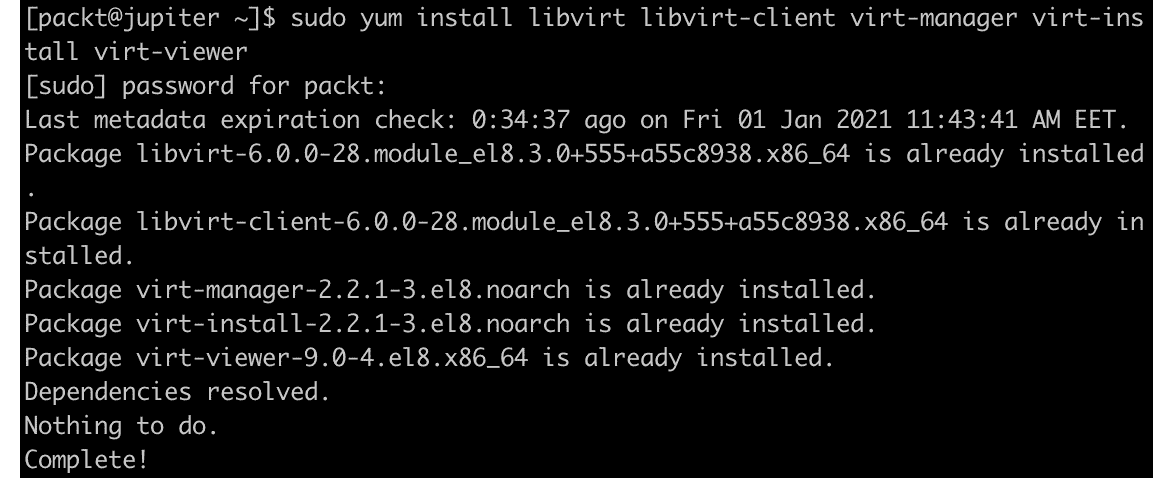 [packt@jupiter ~]$ sudo yum install libvirt libvirt-client virt-manager virt-ins
tall virt-viewer
[sudo] password for packt:
Last metadata expiration check: 0:34:37 ago on Fri 01 Jan 2021 11:43:41 AM EET.
Package libvirt-6.0.0-28.module_el8.3.0+555+a55c8938.x86_64 is already installed
.
Package libvirt-client-6.0.0-28.module_el8.3.0+555+a55c8938.x86_64 is already in
stalled.
Package virt-manager-2.2.1-3.el8.noarch is already installed.
Package virt-install-2.2.1-3.el8.noarch is already installed.
Package virt-viewer-9.0-4.el8.x86_64 is already installed.
Dependencies resolved.
Nothing to do.
Complete!